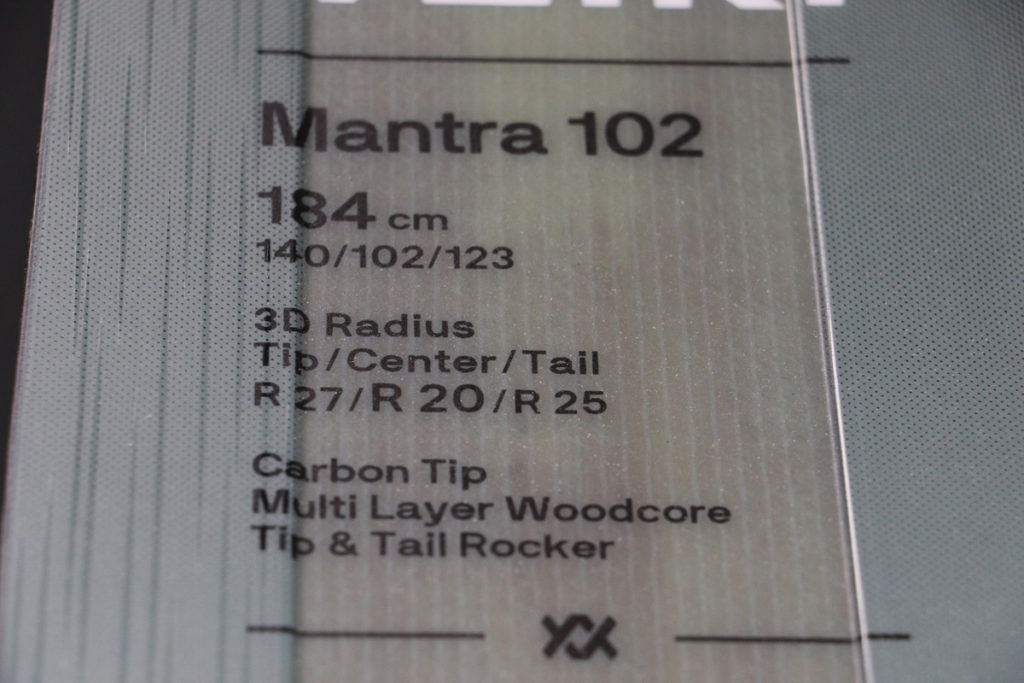 Mantra 102
184 cm
140/102/123
3D Radius
Tip/Center/Tail
R 27/R 20/R 25
Carbon Tip
Multi Layer Woodcore
Tip & Tail Rocker